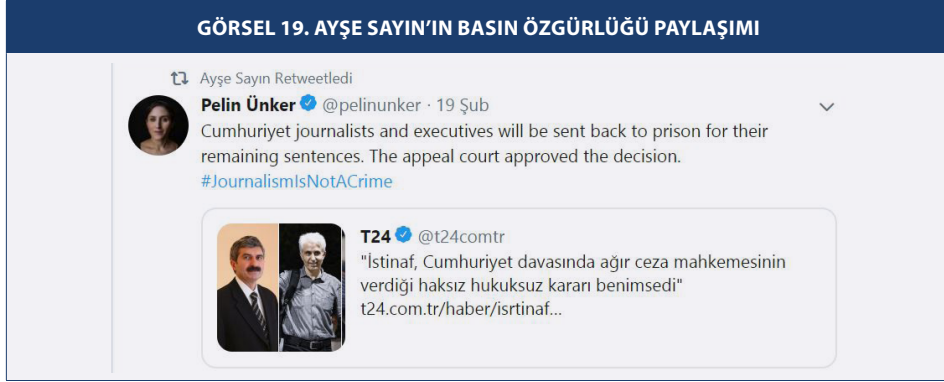 GÖRSEL 19. AYŞE SAYIN’IN BASIN ÖZGÜRLÜĞÜ PAYLAŞIMI
Ayşe Sayın Retweetledi
Pelin Ünker @pelinunker · 19 Şub
Cumhuriyet journalists and executives will be sent back to prison for their
remaining sentences. The appeal court approved the decision.
#JournalismIsNotACrime
T24 @t24comtr
"İstinaf, Cumhuriyet davasında ağır ceza mahkemesinin
verdiği haksız hukuksuz kararı benimsedi"
t24.com.tr/haber/isrtinaf...